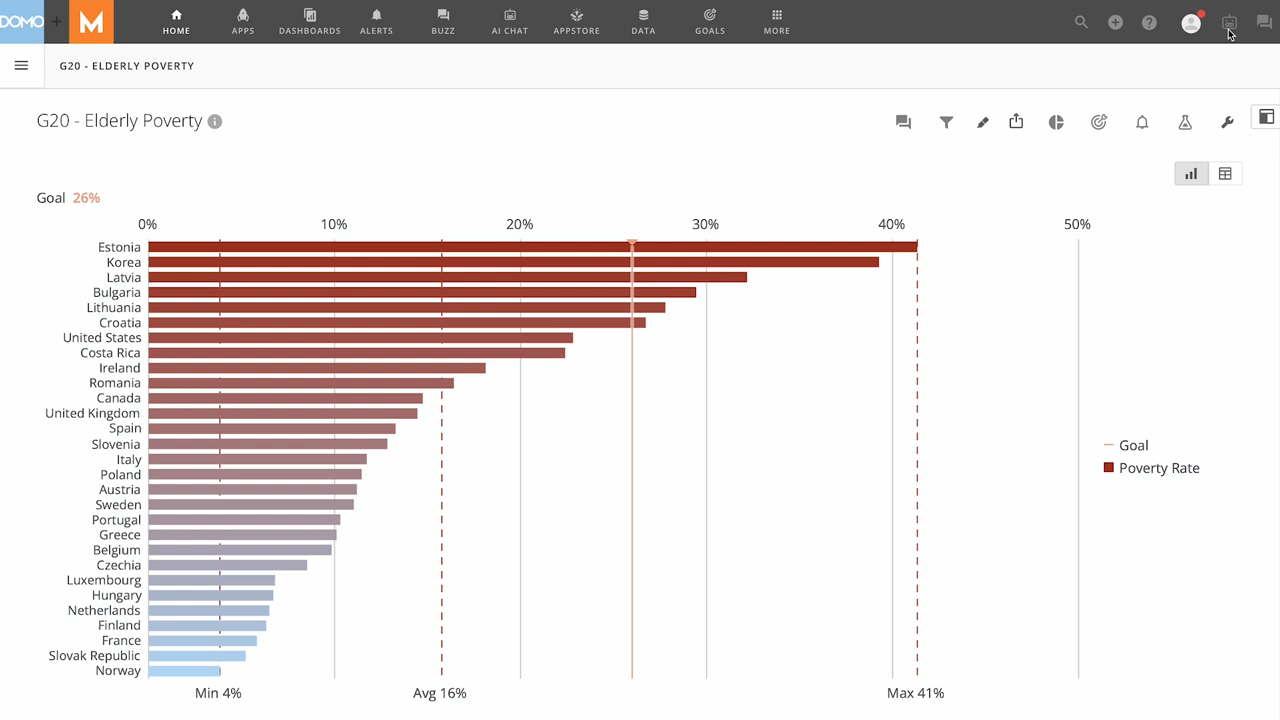 DOMO
HOME
APPS
DASHBOARDS
ALERTS
BUZZ
AI CHAT
APPSTORE
DATA
GOALS
MORE
G20 - ELDERLY POVERTY
G20 - Elderly Poverty
Goal 26%
0% 10% 20% 30% 40% 50%
Estonia
Korea
Latvia
Bulgaria
Lithuania
Croatia
United States
Costa Rica
Ireland
Romania
Canada
United Kingdom
Spain
Slovenia
Italy
Poland
Austria
Sweden
Portugal
Greece
Belgium
Czechia
Luxembourg
Hungary
Netherlands
Finland
France
Slovak Republic
Norway
Min 4% Avg 16% Max 41%
Goal
Poverty Rate